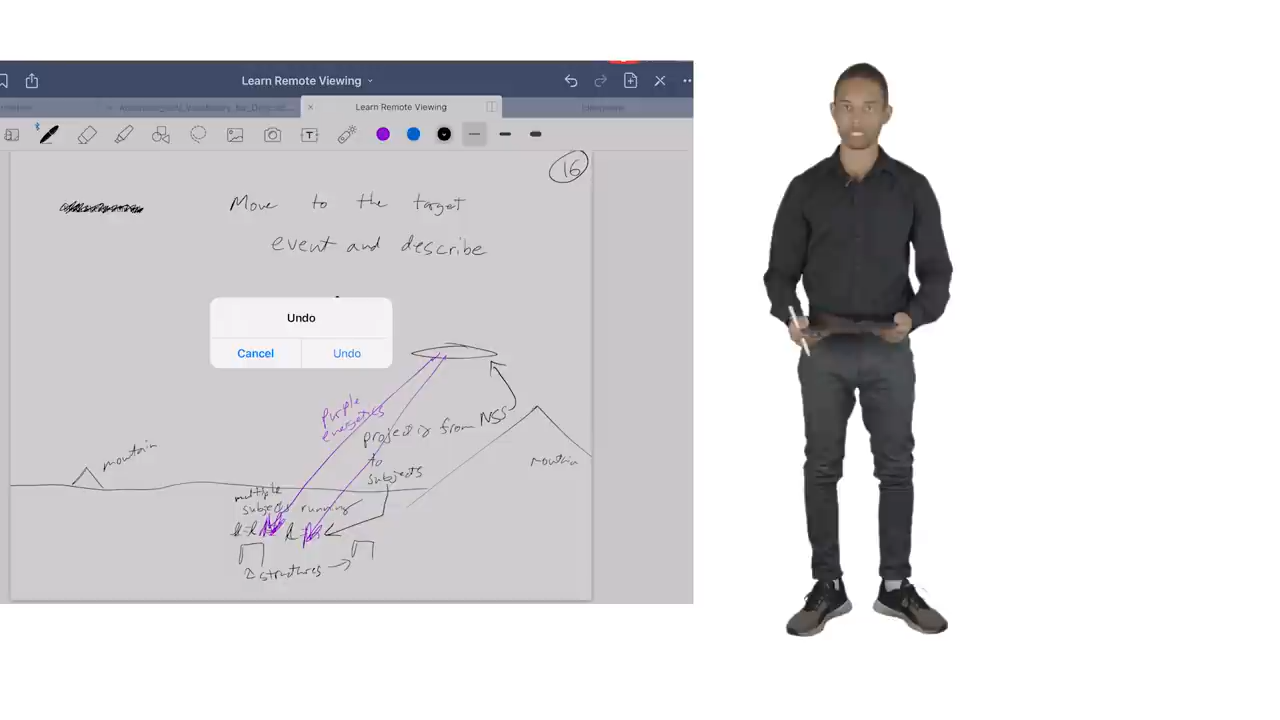 Learn Remote Viewing
Learn Remote Viewing
T
16
Move to the target
event and describe
Undo
Cancel Undo
purple
energetics
projectig from NSS
to
subjects
mountain
Mountain
multiple
subjects running
2 structures